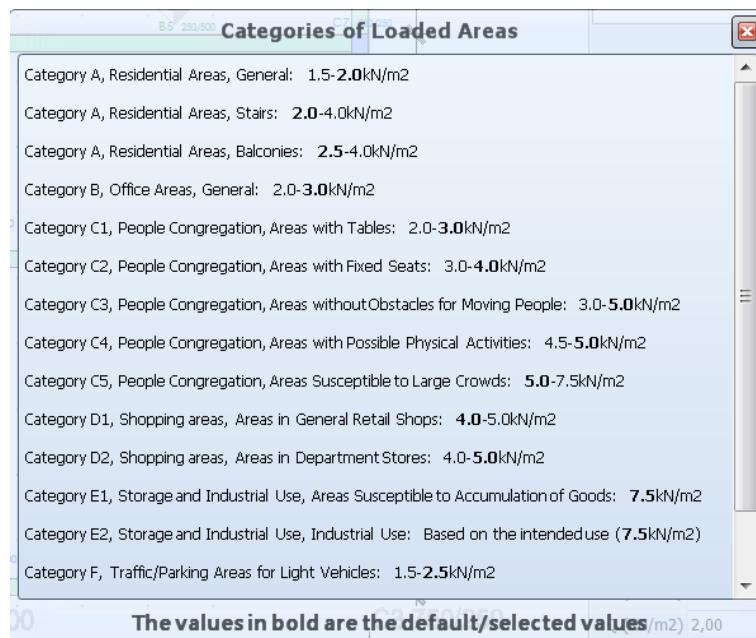 B5 250/500
Categories of Loaded Areas
Category A, Residential Areas, General: 1.5-2.0kN/m2
Category A, Residential Areas, Stairs: 2.0-4.0kN/m2
Category A, Residential Areas, Balconies: 2.5-4.0kN/m2
Category B, Office Areas, General: 2.0-3.0kN/m2
Category C1, People Congregation, Areas with Tables: 2.0-3.0kN/m2
Category C2, People Congregation, Areas with Fixed Seats: 3.0-4.0kN/m2
Category C3, People Congregation, Areas without Obstacles for Moving People: 3.0-5.0kN/m2
Category C4, People Congregation, Areas with Possible Physical Activities: 4.5-5.0kN/m2
Category C5, People Congregation, Areas Susceptible to Large Crowds: 5.0-7.5kN/m2
Category D1, Shopping areas, Areas in General Retail Shops: 4.0-5.0kN/m2
Category D2, Shopping areas, Areas in Department Stores: 4.0-5.0kN/m2
Category E1, Storage and Industrial Use, Areas Susceptible to Accumulation of Goods: 7.5kN/m2
Category E2, Storage and Industrial Use, Industrial Use: Based on the intended use (7.5kN/m2)
Category F, Traffic/Parking Areas for Light Vehicles: 1.5-2.5kN/m2
The values in bold are the default/selected values
2,00